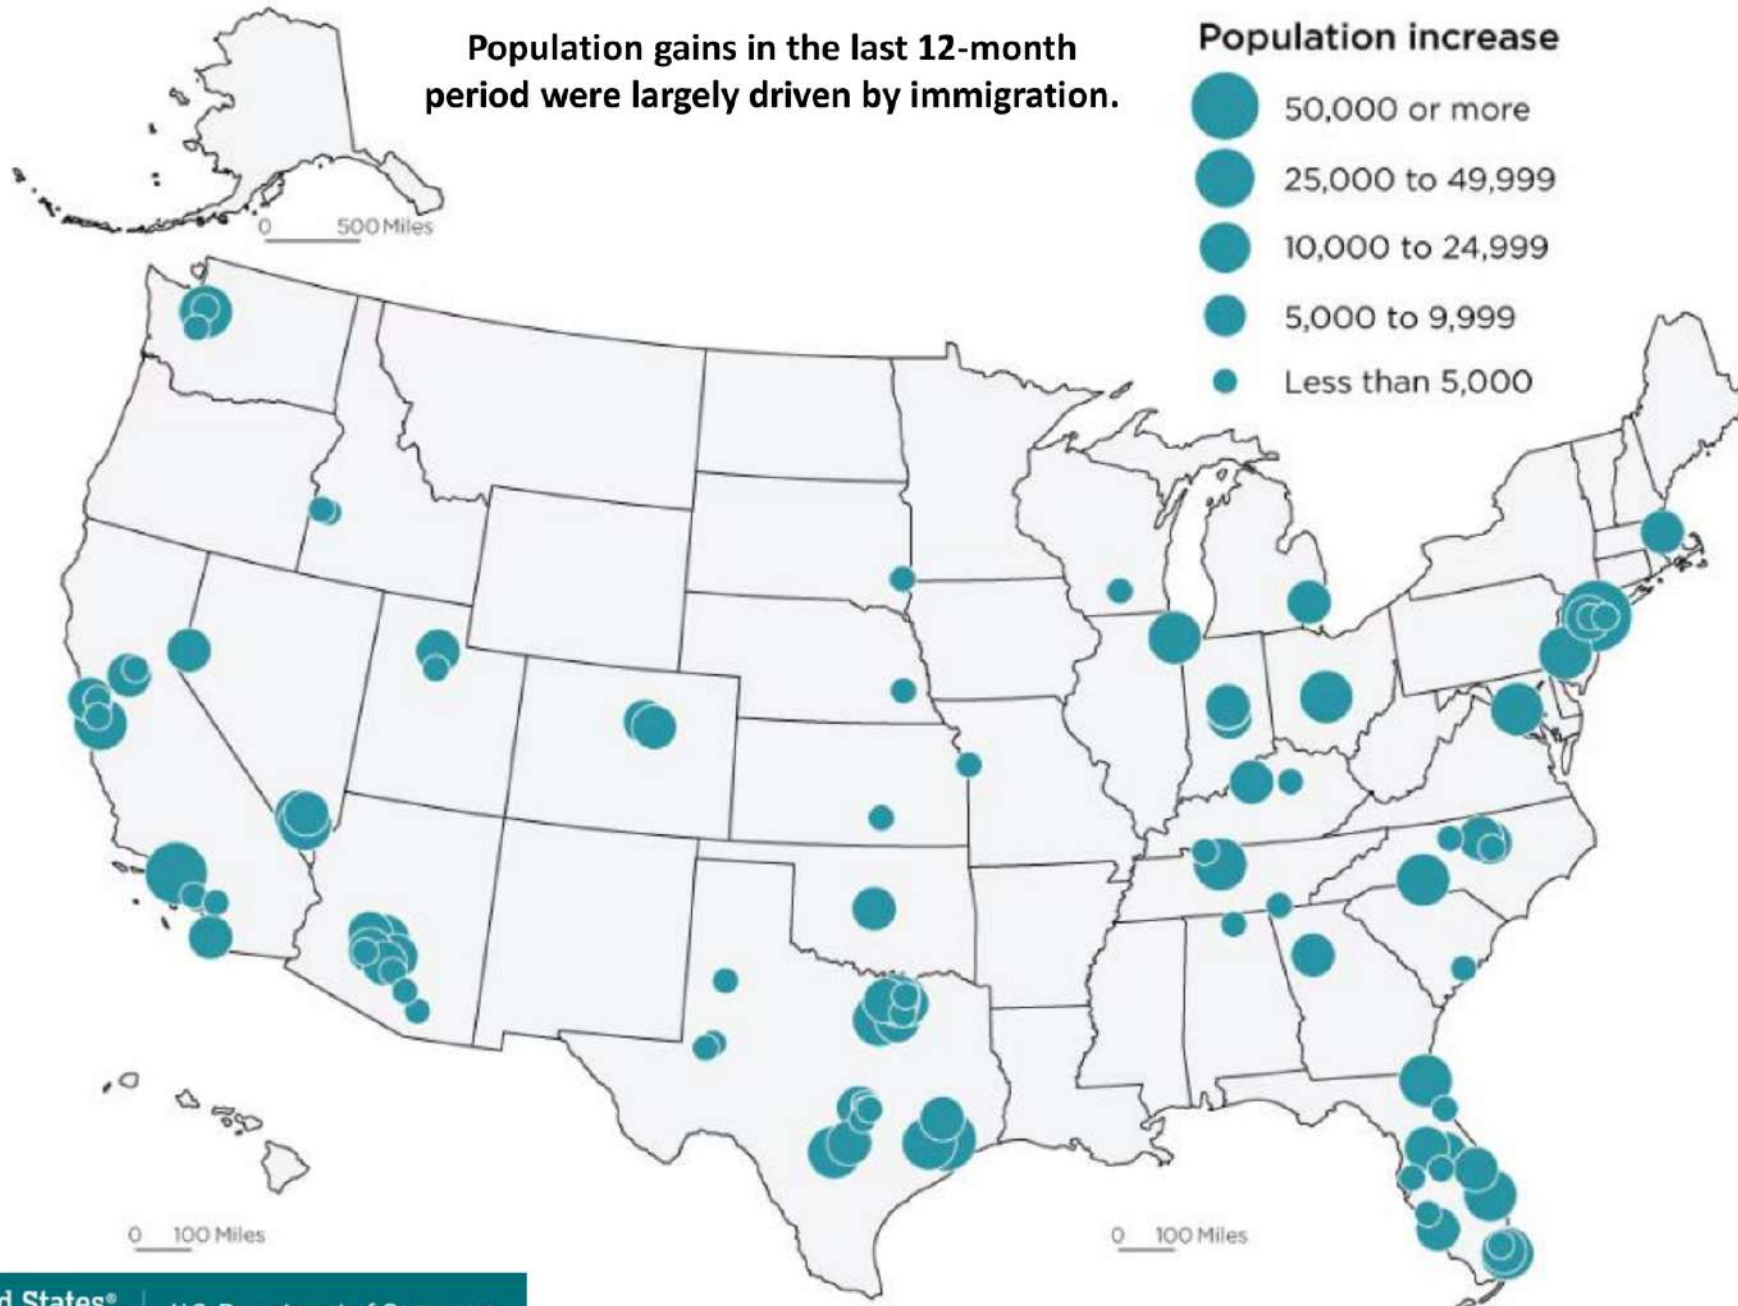 Population gains in the last 12-month
period were largely driven by immigration.
Population increase
50,000 or more
25,000 to 49,999
10,000 to 24,999
5,000 to 9,999
Less than 5,000
0 500 Miles
0 100 Miles
0 100 Miles